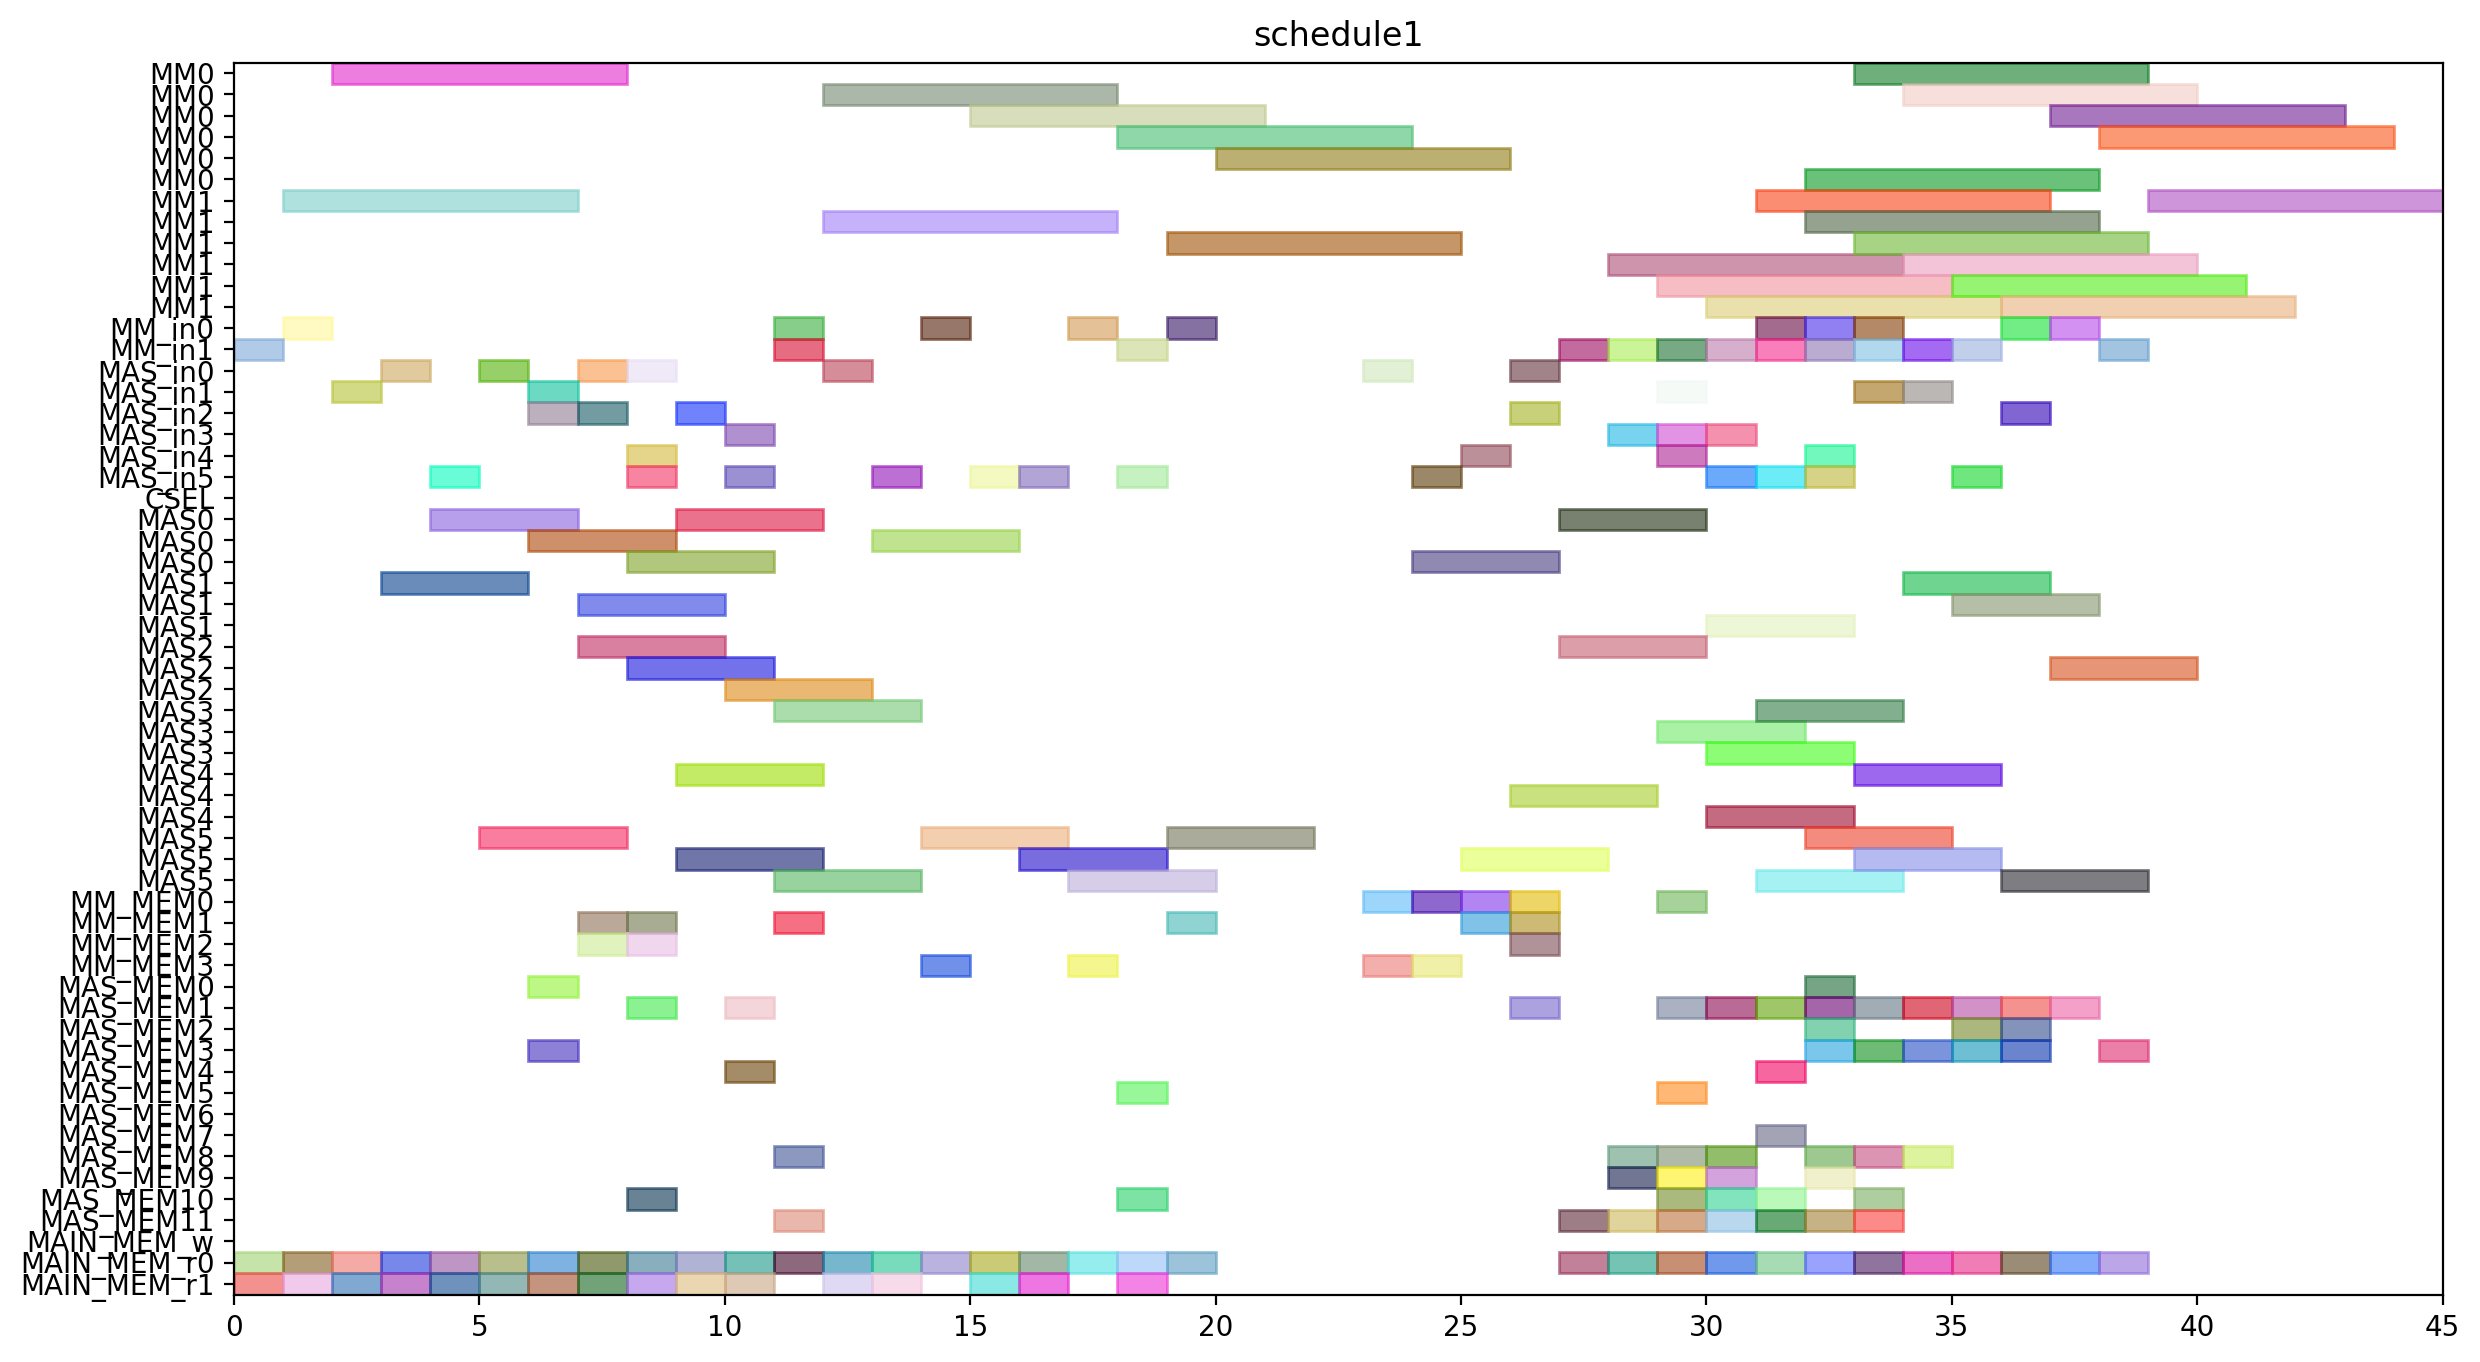 schedule1
MM0
MM0
MM0
MM0
MM0
MM0
MM1
MM1
MM1
MM1
MM1
MM1
MM_in0
MM_in1
MAS_in0
MAS_in1
MAS_in2
MAS_in3
MAS_in4
MAS_in5
CSEL
MAS0
MAS0
MAS0
MAS1
MAS1
MAS1
MAS2
MAS2
MAS2
MAS3
MAS3
MAS3
MAS4
MAS4
MAS4
MAS5
MAS5
MAS5
MM_MEM0
MM_MEM1
MM_MEM2
MM_MEM3
MAS_MEM0
MAS_MEM1
MAS_MEM2
MAS_MEM3
MAS_MEM4
MAS_MEM5
MAS_MEM6
MAS_MEM7
MAS_MEM8
MAS_MEM9
MAS_MEM10
MAS_MEM11
MAIN_MEM_w
MAIN_MEM_r0
MAIN_MEM_r1
0 5 10 15 20 25 30 35 40 45